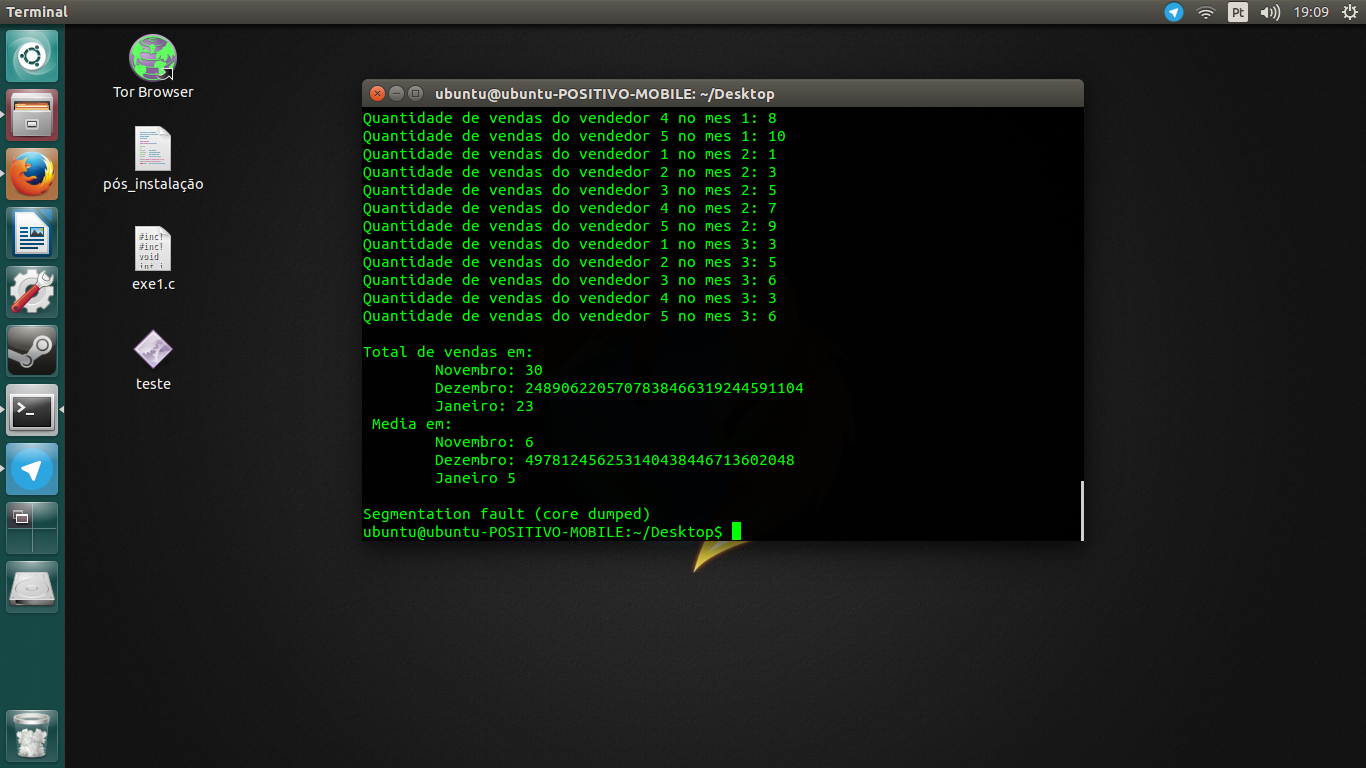 Terminal
Pt
19:09
Tor Browser
pós_instalação
#incl
#incl
void
int i
exe1.c
teste
ubuntu@ubuntu-POSITIVO-MOBILE: ~/Desktop
Quantidade de vendas do vendedor 4 no mes 1: 8
Quantidade de vendas do vendedor 5 no mes 1: 10
Quantidade de vendas do vendedor 1 no mes 2: 1
Quantidade de vendas do vendedor 2 no mes 2: 3
Quantidade de vendas do vendedor 3 no mes 2: 5
Quantidade de vendas do vendedor 4 no mes 2: 7
Quantidade de vendas do vendedor 5 no mes 2: 9
Quantidade de vendas do vendedor 1 no mes 3: 3
Quantidade de vendas do vendedor 2 no mes 3: 5
Quantidade de vendas do vendedor 3 no mes 3: 6
Quantidade de vendas do vendedor 4 no mes 3: 3
Quantidade de vendas do vendedor 5 no mes 3: 6
Total de vendas em:
Novembro: 30
Dezembro: 2489062205707838466319244591104
Janeiro: 23
Media em:
Novembro: 6
Dezembro: 497812456253140438446713602048
Janeiro 5
Segmentation fault (core dumped)
ubuntu@ubuntu-POSITIVO-MOBILE:~/Desktop$